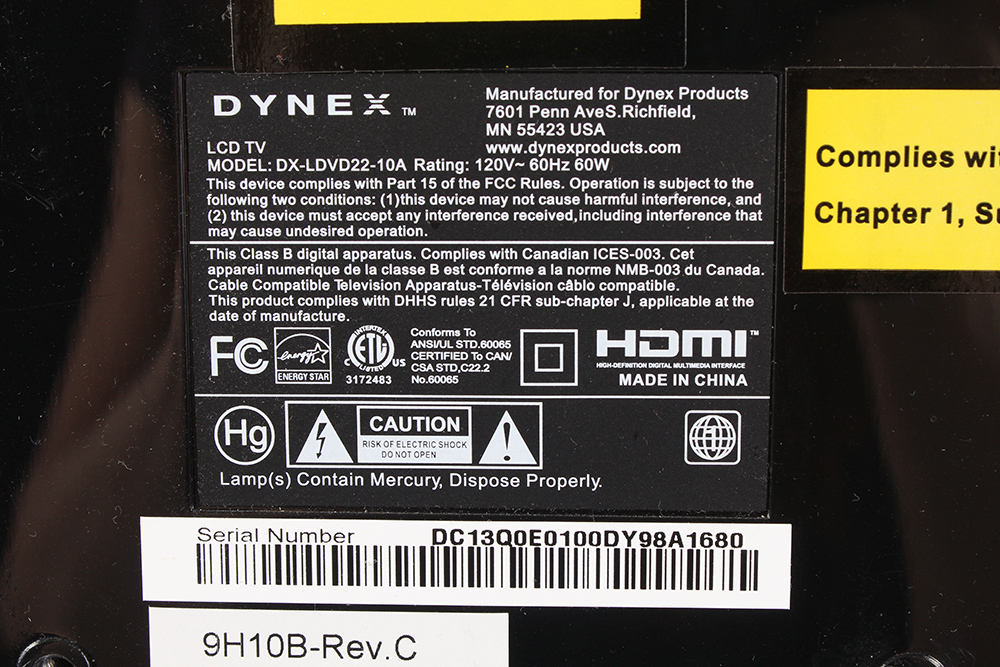 DYNEX ™
Manufactured for Dynex Products
7601 Penn AveS.Richfield,
MN 55423 USA
www.dynexproducts.com
LCD TV
MODEL: DX-LDVD22-10A Rating: 120V~ 60Hz 60W
This device complies with Part 15 of the FCC Rules. Operation is subject to the
following two conditions: (1)this device may not cause harmful interference, and
(2) this device must accept any interference received,including interference that
may cause undesired operation.
This Class B digital apparatus. Complies with Canadian ICES-003. Cet
appareil numerique de la classe B est conforme a la norme NMB-003 du Canada.
Cable Compatible Television Apparatus-Télévision câblo compatible.
This product complies with DHHS rules 21 CFR sub-chapter J, applicable at the
date of manufacture.
FC
energy
ENERGY STAR
INTERTEK
ETL
LISTED
C US
3172483
Conforms To
ANSI/UL STD.60065
CERTIFIED To CAN/
CSA STD,C22.2
No.60065
HDMI™
HIGH-DEFINITION DIGITAL MULTIMEDIA INTERFACE
MADE IN CHINA
Hg
CAUTION
RISK OF ELECTRIC SHOCK
DO NOT OPEN
Lamp(s) Contain Mercury, Dispose Properly.
Complies wi
Chapter 1, Su
Serial Number DC13Q0E0100DY98A1680
9H10B-Rev.C